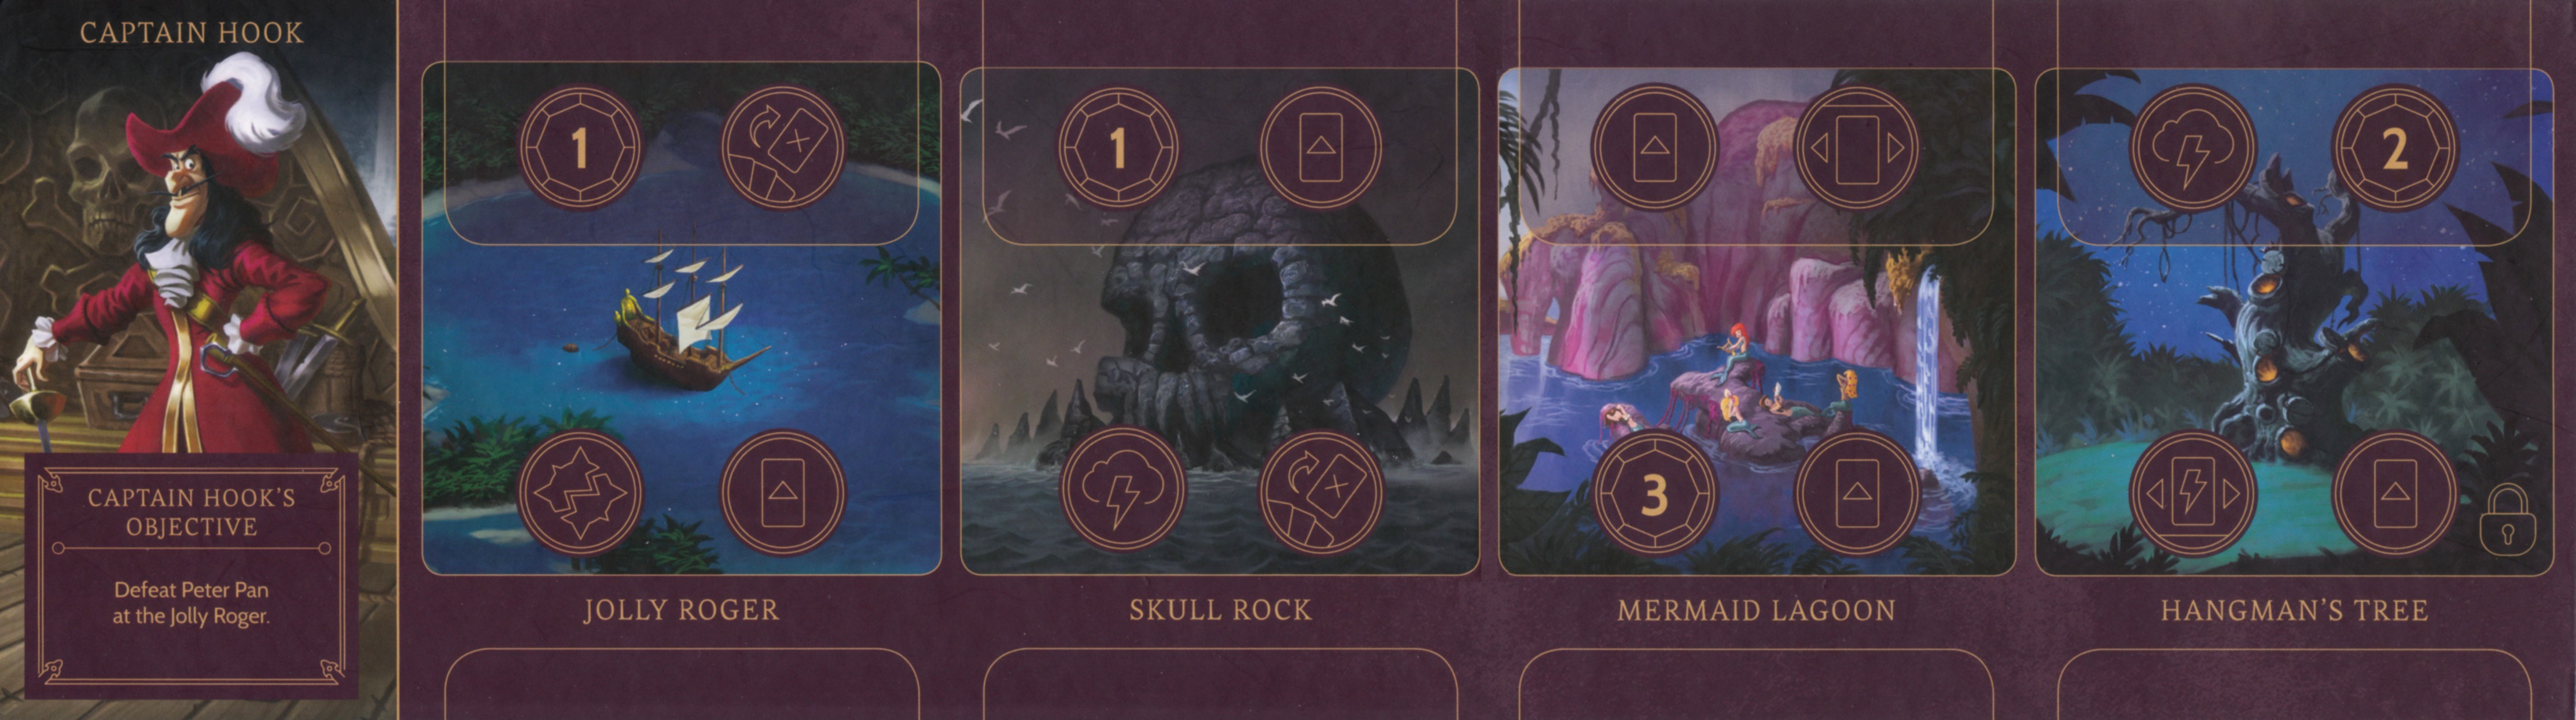 CAPTAIN HOOK
CAPTAIN HOOK'S
OBJECTIVE
Defeat Peter Pan
at the Jolly Roger.
1
1
2
3
JOLLY ROGER
SKULL ROCK
MERMAID LAGOON
HANGMAN'S TREE